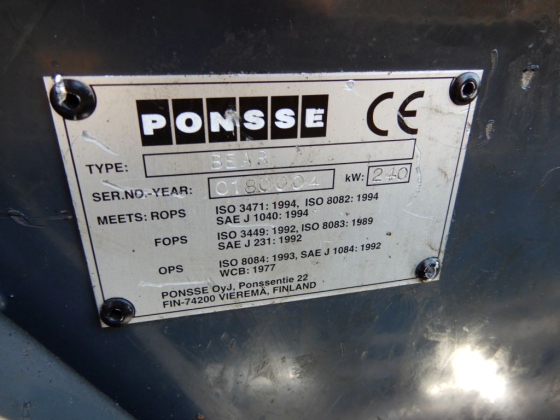 PONSSE CE
TYPE: BEAR
SER.NO.-YEAR: 0180004 kW: 240
MEETS: ROPS ISO 3471: 1994, ISO 8082: 1994
SAE J 1040: 1994
FOPS ISO 3449: 1992, ISO 8083: 1989
SAE J 231: 1992
OPS ISO 8084: 1993, SAE J 1084: 1992
WCB: 1977
PONSSE OyJ, Ponssentie 22
FIN-74200 VIEREMÄ, FINLAND